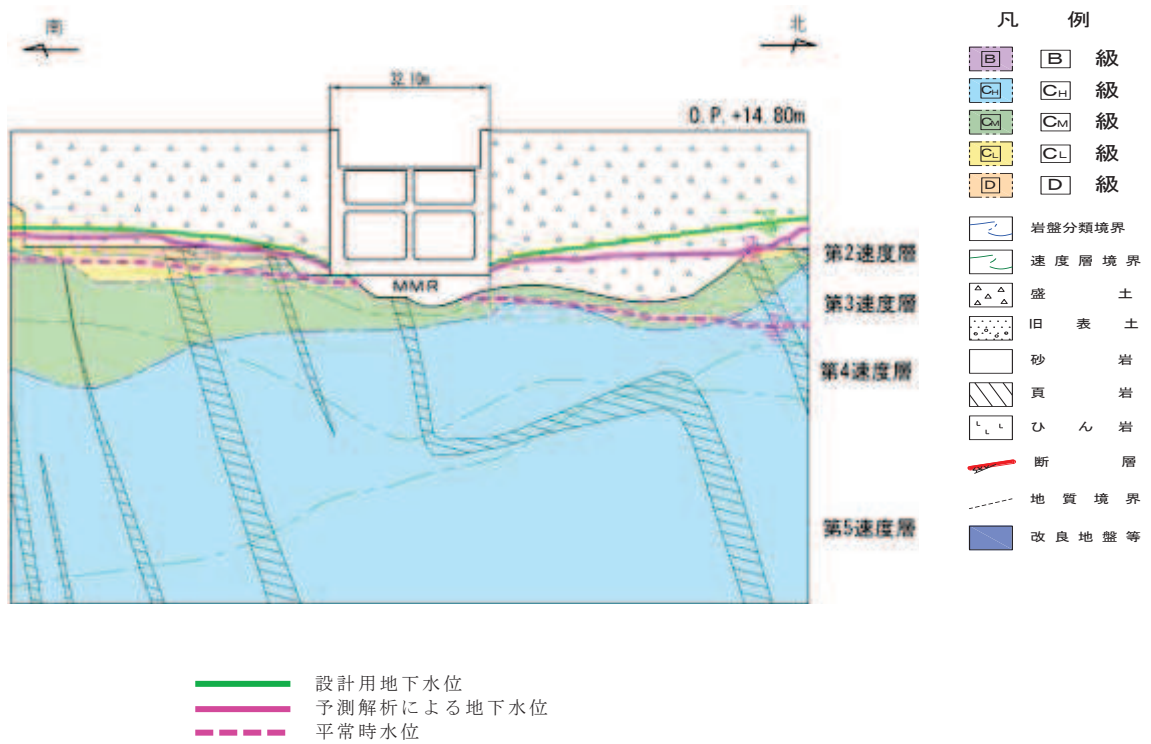 南
北
32.10m
O.P.+14.80m
MMR
第2速度層
第3速度層
第4速度層
第5速度層
凡 例
B B 級
CH CH 級
CM CM 級
CL CL 級
D D 級
岩盤分類境界
速度層境界
盛土
旧表土
砂岩
頁岩
ひん岩
断層
地質境界
改良地盤等
設計用地下水位
予測解析による地下水位
平常時水位